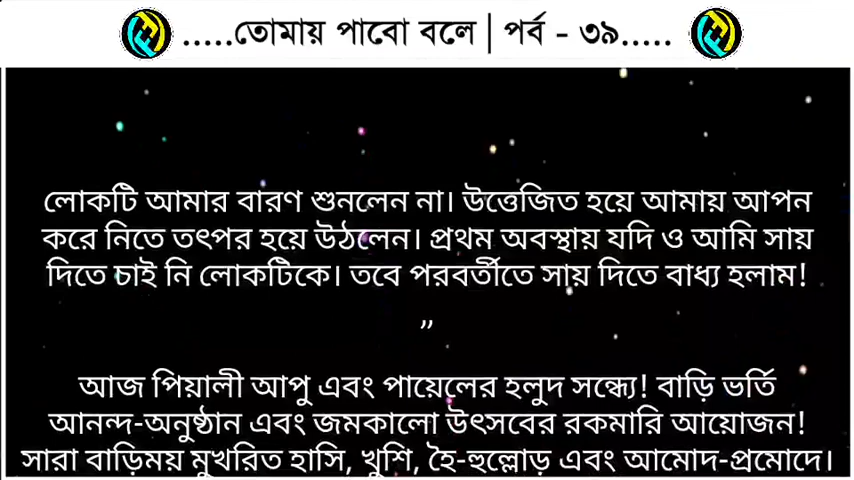 .....তোমায় পাবো বলে | পর্ব - ৩৯.....
লোকটি আমার বারণ শুনলেন না। উত্তেজিত হয়ে আমায় আপন
করে নিতে তৎপর হয়ে উঠলেন। প্রথম অবস্থায় যদি ও আমি সায়
দিতে চাই নি লোকটিকে। তবে পরবর্তীতে সায় দিতে বাধ্য হলাম!
”
আজ পিয়ালী আপু এবং পায়েলের হলুদ সন্ধ্যে! বাড়ি ভর্তি
আনন্দ-অনুষ্ঠান এবং জমকালো উৎসবের রকমারি আয়োজন!
সারা বাড়িময় মুখরিত হাসি, খুশি, হৈ-হুল্লোড় এবং আমোদ-প্রমোদে।